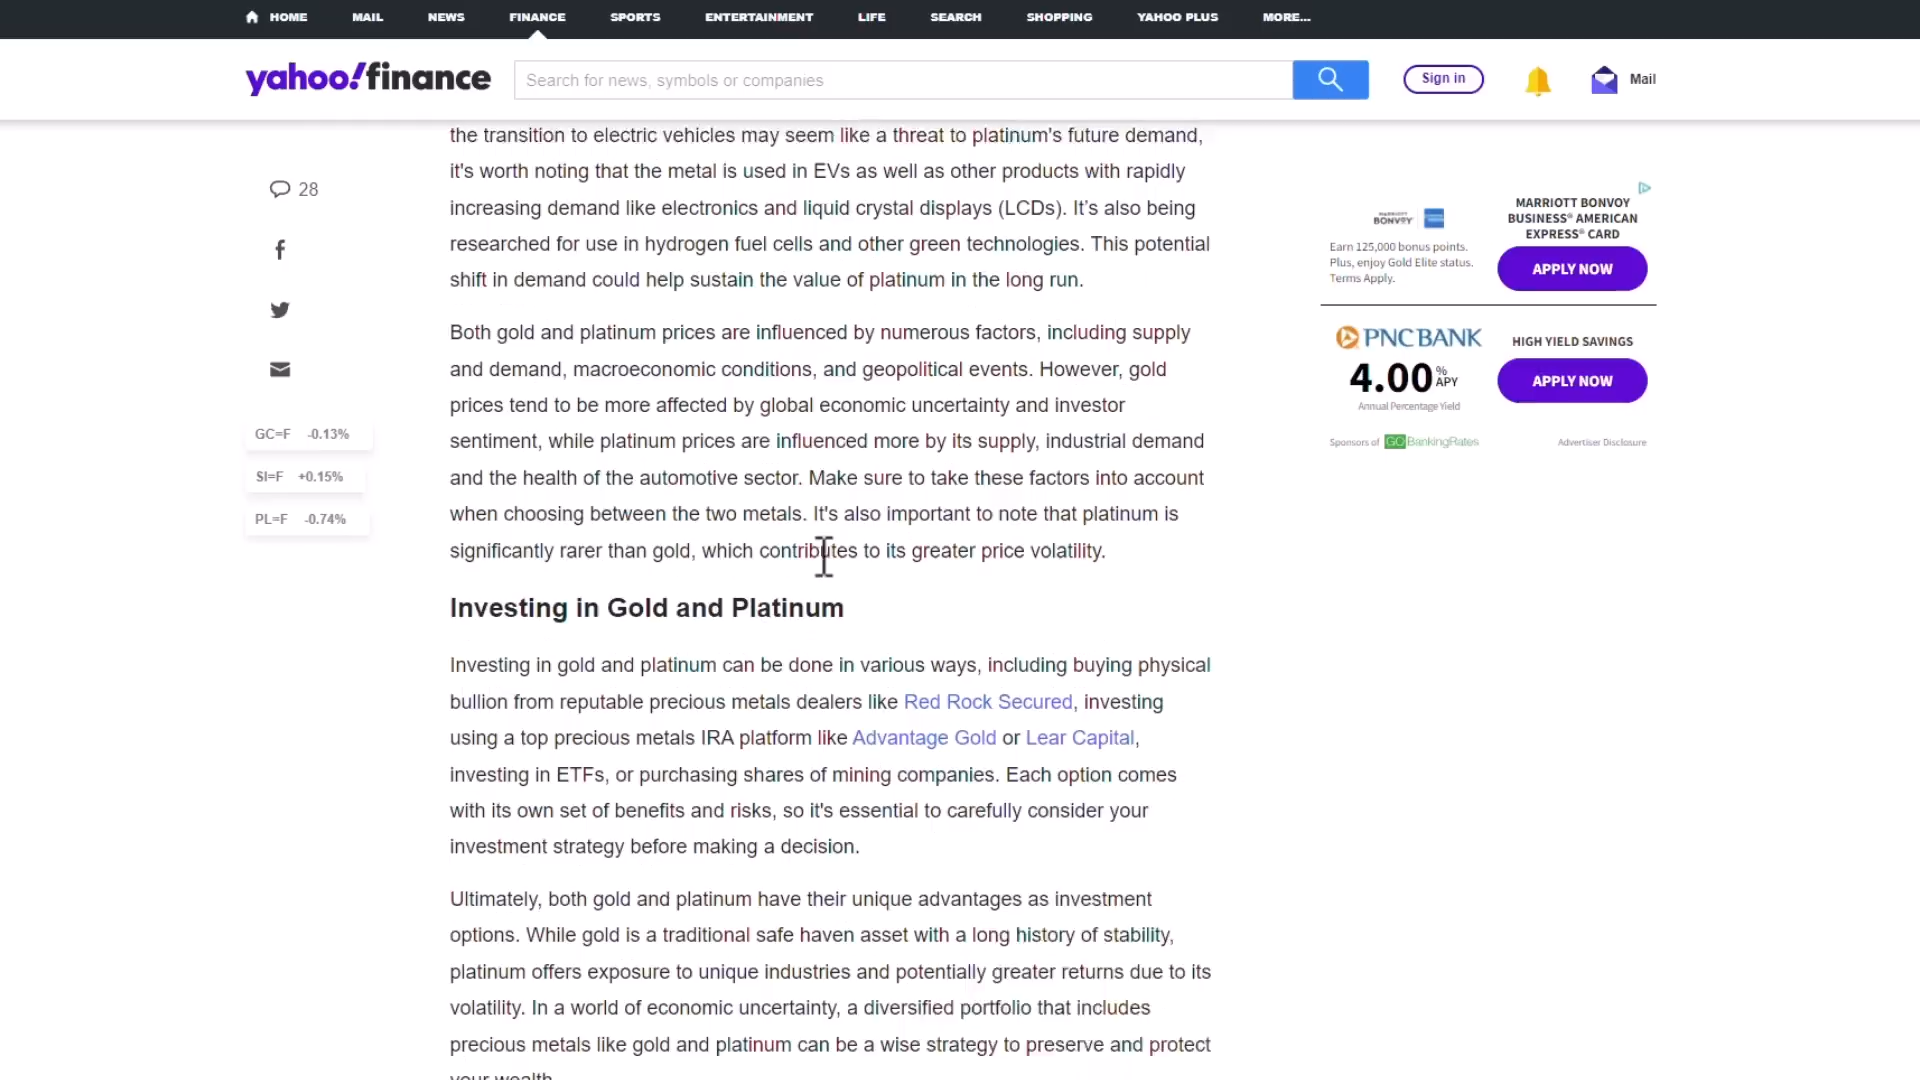 HOME MAIL NEWS FINANCE SPORTS ENTERTAINMENT LIFE SEARCH SHOPPING YAHOO PLUS MORE...
yahoo!finance Search for news, symbols or companies Sign in Mail
28
GC=F -0.13%
SI=F +0.15%
PL=F -0.74%
the transition to electric vehicles may seem like a threat to platinum's future demand,
it's worth noting that the metal is used in EVs as well as other products with rapidly
increasing demand like electronics and liquid crystal displays (LCDs). It’s also being
researched for use in hydrogen fuel cells and other green technologies. This potential
shift in demand could help sustain the value of platinum in the long run.
Both gold and platinum prices are influenced by numerous factors, including supply
and demand, macroeconomic conditions, and geopolitical events. However, gold
prices tend to be more affected by global economic uncertainty and investor
sentiment, while platinum prices are influenced more by its supply, industrial demand
and the health of the automotive sector. Make sure to take these factors into account
when choosing between the two metals. It's also important to note that platinum is
significantly rarer than gold, which contributes to its greater price volatility.
Investing in Gold and Platinum
Investing in gold and platinum can be done in various ways, including buying physical
bullion from reputable precious metals dealers like Red Rock Secured, investing
using a top precious metals IRA platform like Advantage Gold or Lear Capital,
investing in ETFs, or purchasing shares of mining companies. Each option comes
with its own set of benefits and risks, so it's essential to carefully consider your
investment strategy before making a decision.
Ultimately, both gold and platinum have their unique advantages as investment
options. While gold is a traditional safe haven asset with a long history of stability,
platinum offers exposure to unique industries and potentially greater returns due to its
volatility. In a world of economic uncertainty, a diversified portfolio that includes
precious metals like gold and platinum can be a wise strategy to preserve and protect
your wealth.
MARRIOTT
BONVOY
Earn 125,000 bonus points.
Plus, enjoy Gold Elite status.
Terms Apply.
MARRIOTT BONVOY
BUSINESS® AMERICAN
EXPRESS® CARD
APPLY NOW
PNC BANK
4.00 % APY
Annual Percentage Yield
HIGH YIELD SAVINGS
APPLY NOW
Sponsors of GOBankingRates Advertiser Disclosure